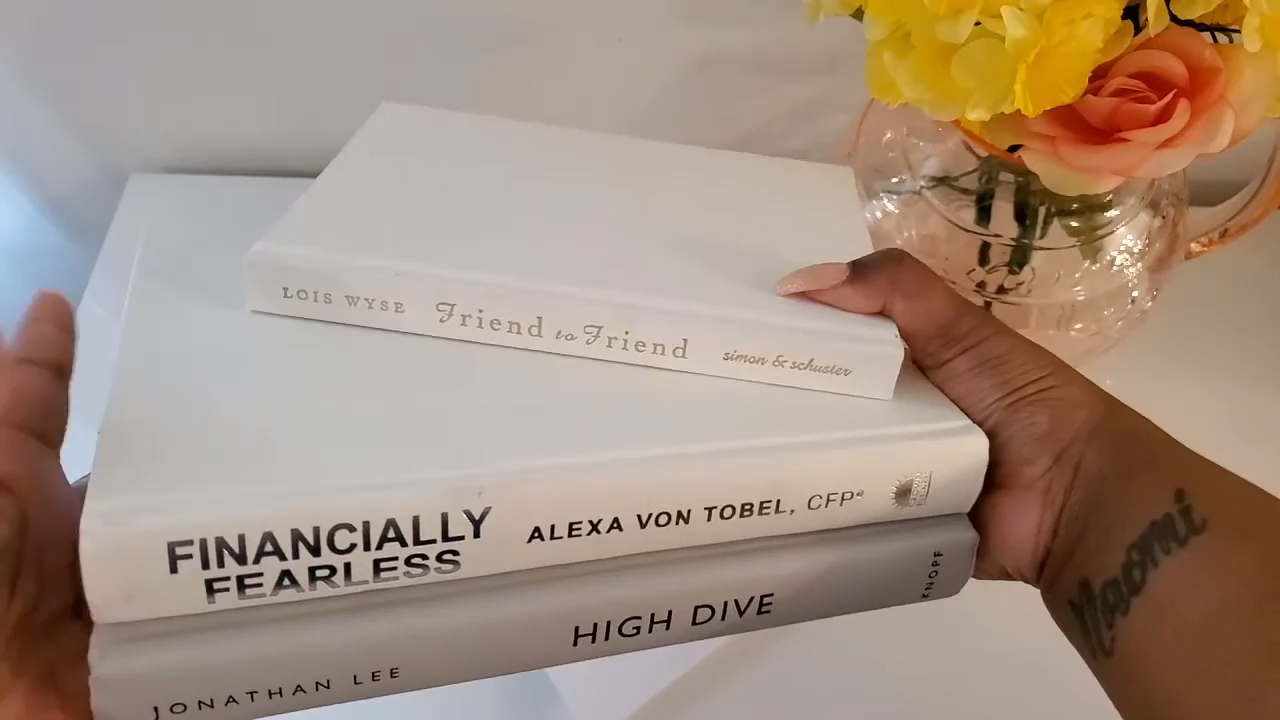 LOIS WYSE Friend to Friend simon & schuster
FINANCIALLY
FEARLESS
ALEXA VON TOBEL, CFP®
JONATHAN LEE HIGH DIVE KNOPF
Naomi